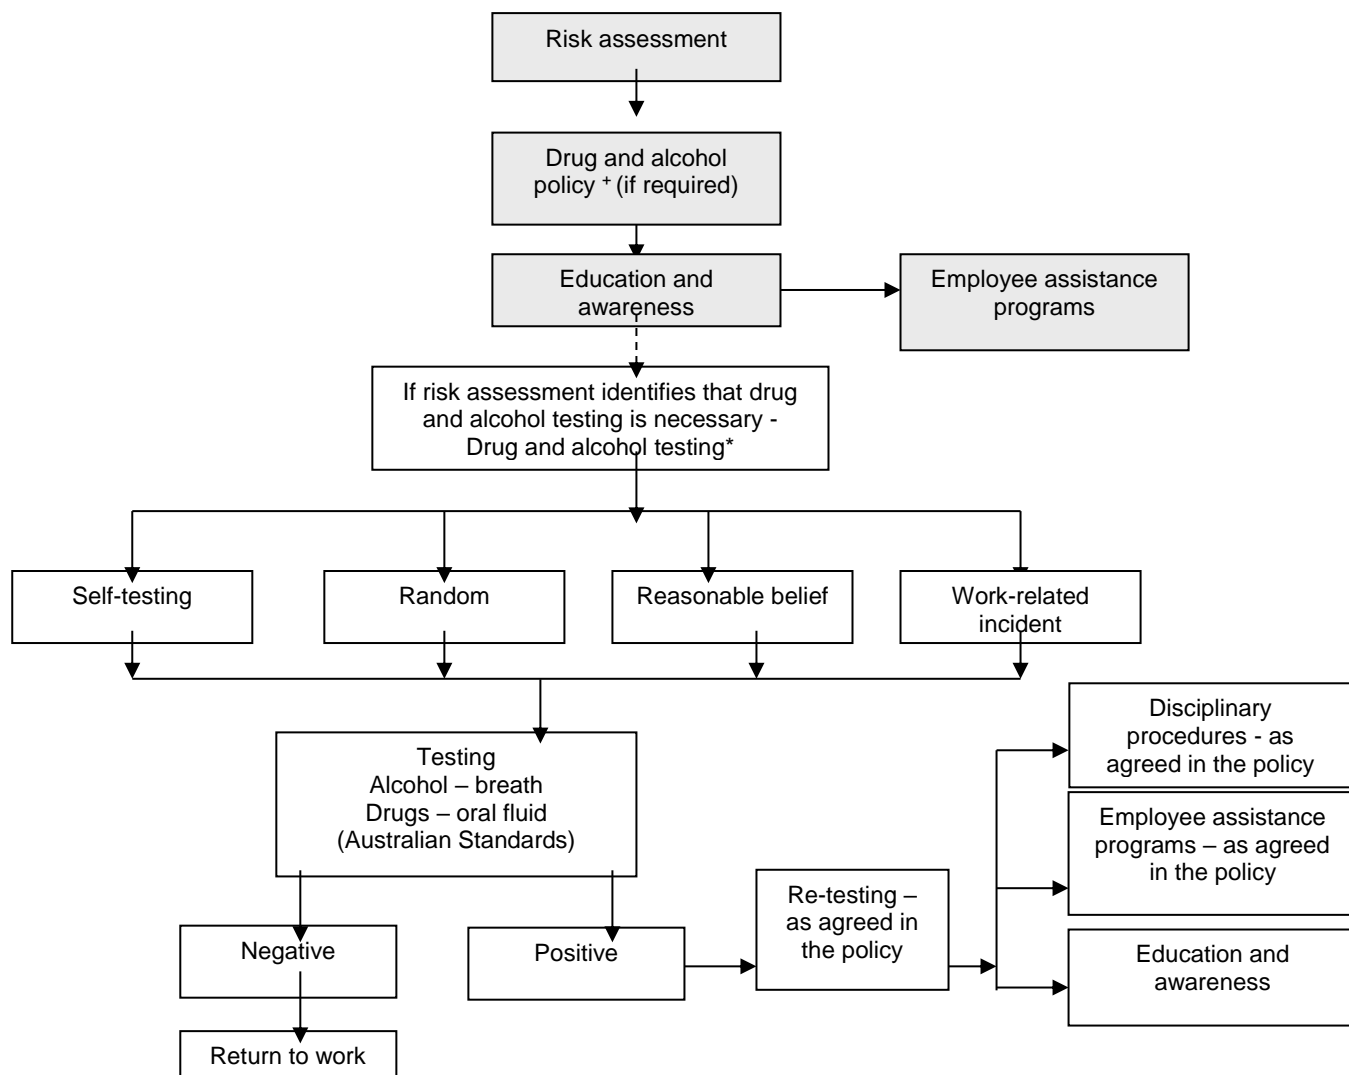 Risk assessment
Drug and alcohol
policy + (if required)
Education and
awareness
Employee assistance
programs
If risk assessment identifies that drug
and alcohol testing is necessary -
Drug and alcohol testing*
Self-testing
Random
Reasonable belief
Work-related
incident
Testing
Alcohol – breath
Drugs – oral fluid
(Australian Standards)
Negative
Return to work
Positive
Re-testing –
as agreed in
the policy
Disciplinary
procedures - as
agreed in the policy
Employee assistance
programs – as agreed
in the policy
Education and
awareness